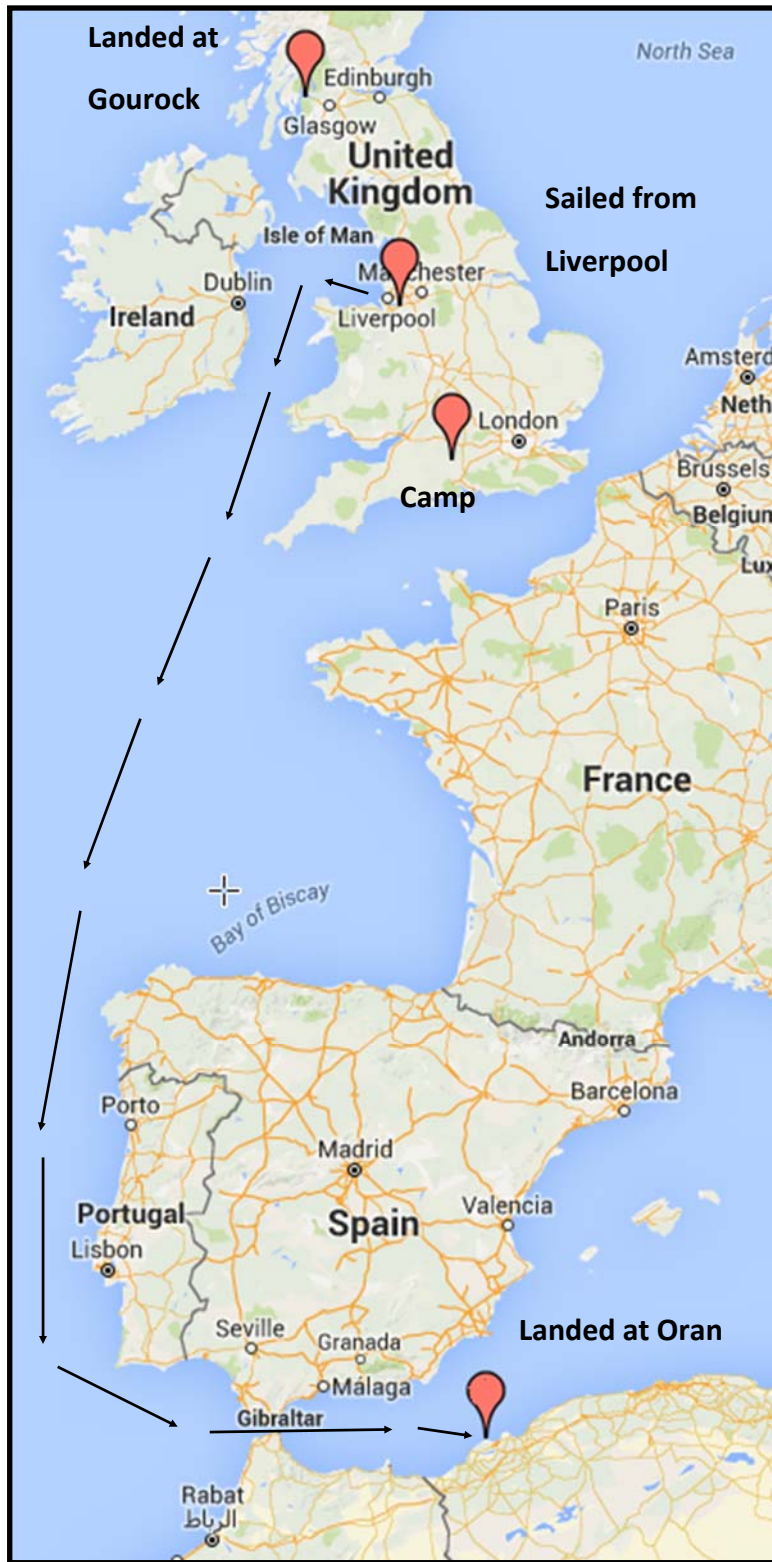 Landed at
Gourock
North Sea
Edinburgh
Glasgow
United
Kingdom
Sailed from
Liverpool
Isle of Man
Manchester
Dublin
Ireland
Liverpool
Amsterd
Neth
London
Camp
Brussels
Belgium
Lux
Paris
France
Bay of Biscay
Andorra
Barcelona
Porto
Madrid
Portugal
Spain
Valencia
Lisbon
Landed at Oran
Seville
Granada
Málaga
Gibraltar
Rabat
الرباط